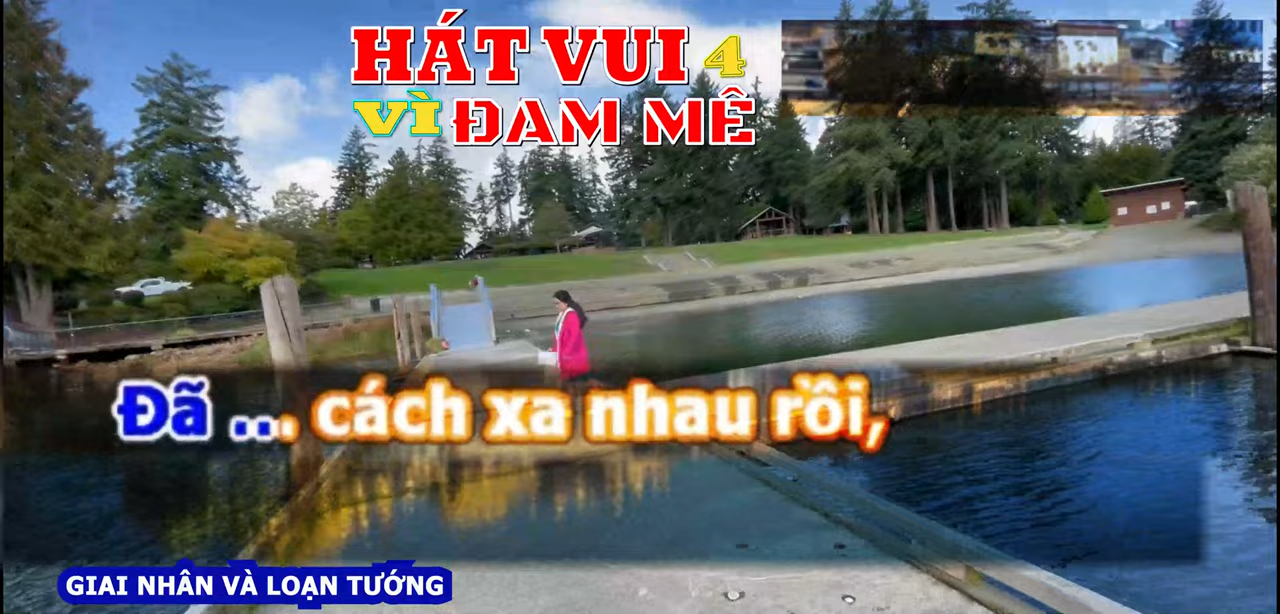 HÁT VUI 4
VÌ ĐAM MÊ
Đã ... cách xa nhau rồi,
GIAI NHÂN VÀ LOẠN TƯỚNG